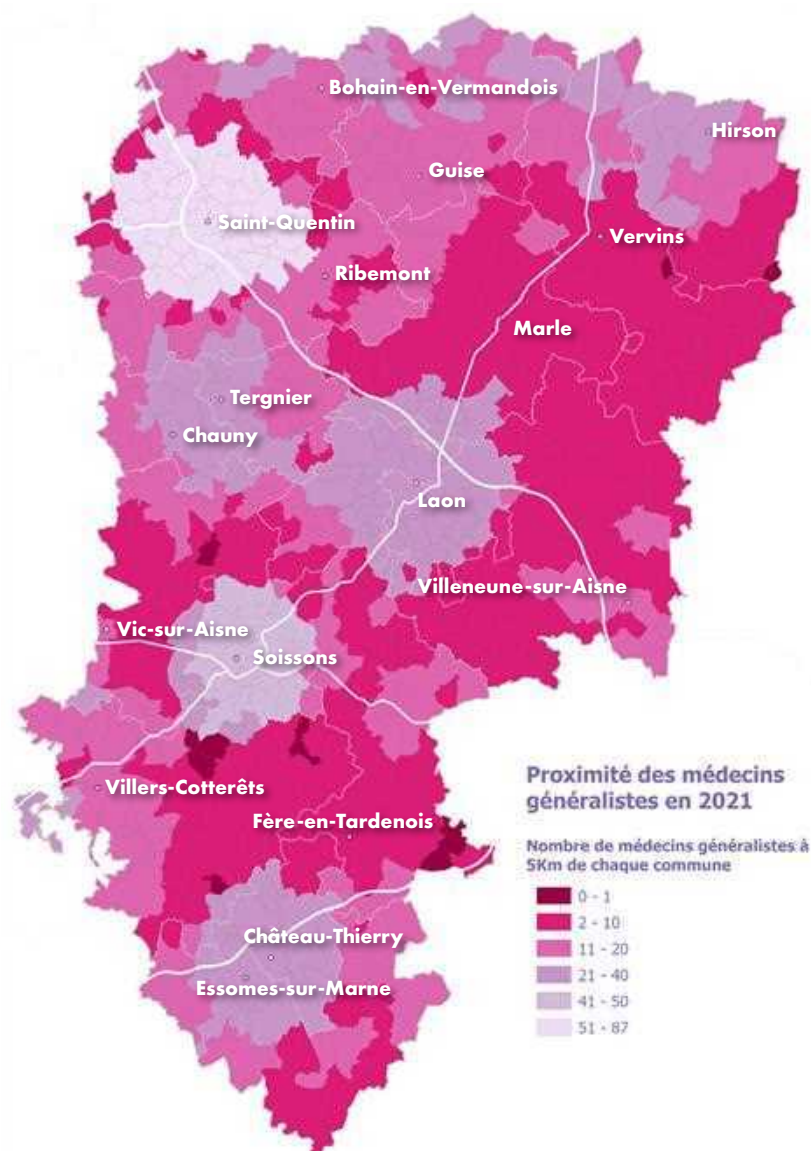 Bohain-en-Vermandois
Hirson
Guise
Saint-Quentin
Vervins
Ribemont
Marle
Tergnier
Chauny
Laon
Villeneune-sur-Aisne
Vic-sur-Aisne
Soissons
Villers-Cotterêts
Fère-en-Tardenois
Château-Thierry
Essomes-sur-Marne
Proximité des médecins
généralistes en 2021
Nombre de médecins généralistes à
5Km de chaque commune
0 - 1
2 - 10
11 - 20
21 - 40
41 - 50
51 - 87